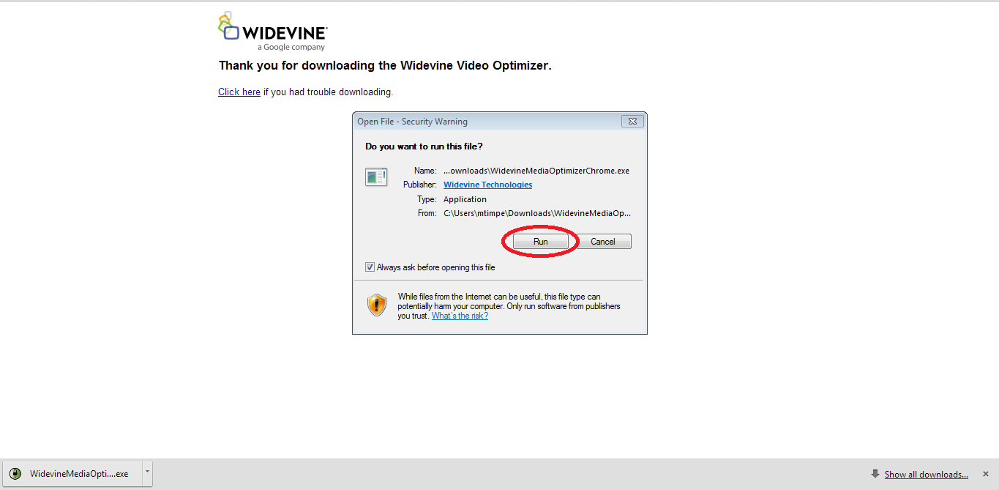 WIDEVINE
a Google company
Thank you for downloading the Widevine Video Optimizer.
Click here if you had trouble downloading.
Open File - Security Warning
Do you want to run this file?
Name: ...ownloads\WidevineMediaOptimizerChrome.exe
Publisher: Widevine Technologies
Type: Application
From: C:\Users\mtimpe\Downloads\WidevineMediaOp...
Run Cancel
Always ask before opening this file
While files from the Internet can be useful, this file type can
potentially harm your computer. Only run software from publishers
you trust. What's the risk?
WidevineMediaOpti....exe Show all downloads...